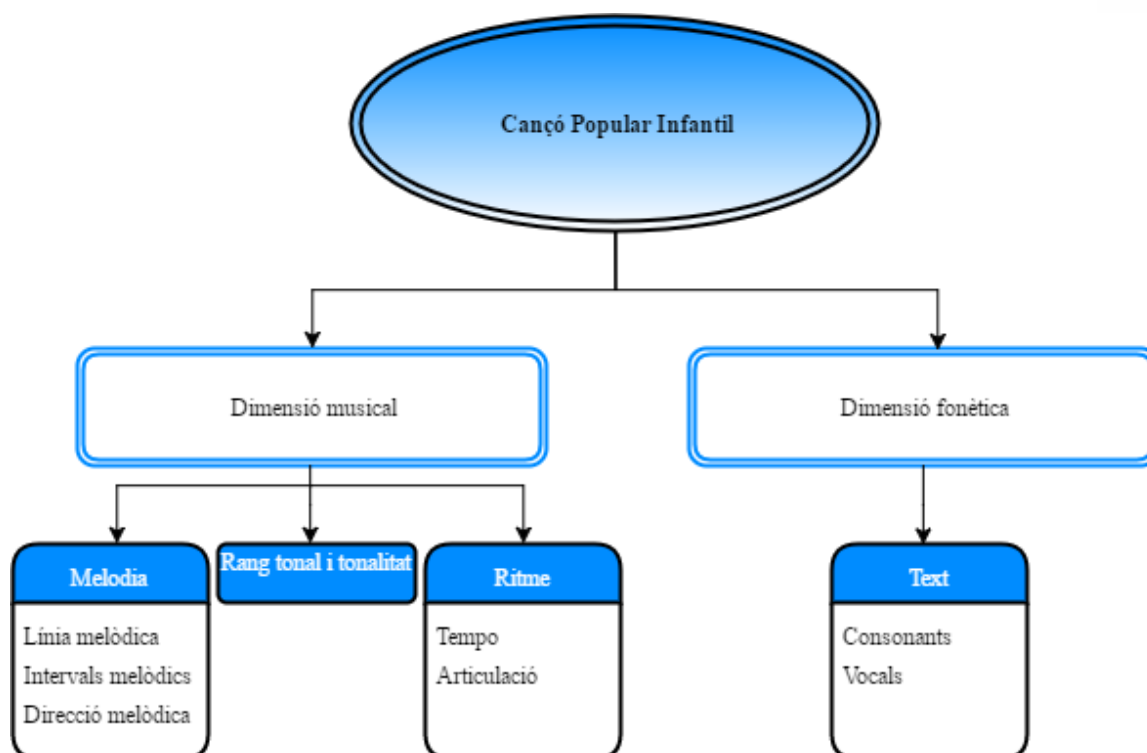 Cançó Popular Infantil
Dimensió musical
Dimensió fonètica
Melodia
Línia melòdica
Intervals melòdics
Direcció melòdica
Rang tonal i tonalitat
Ritme
Tempo
Articulació
Text
Consonants
Vocals